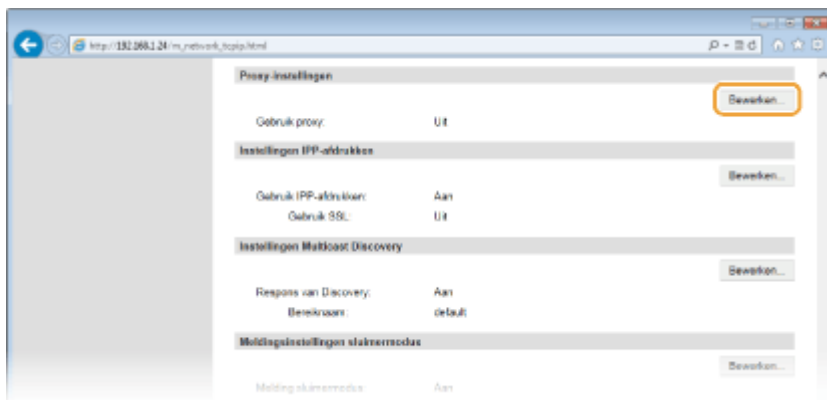 http://192.168.1.24/m_network_tcpip.html
Proxy-instellingen
Bewerken...
Gebruik proxy: Uit
Instellingen IPP-afdrukken
Bewerken...
Gebruik IPP-afdrukken: Aan
Gebruik SSL: Uit
Instellingen Multicast Discovery
Bewerken...
Respons van Discovery: Aan
Bereiknaam: default
Meldingsinstellingen sluimermodus
Bewerken...
Melding sluimermodus: Aan